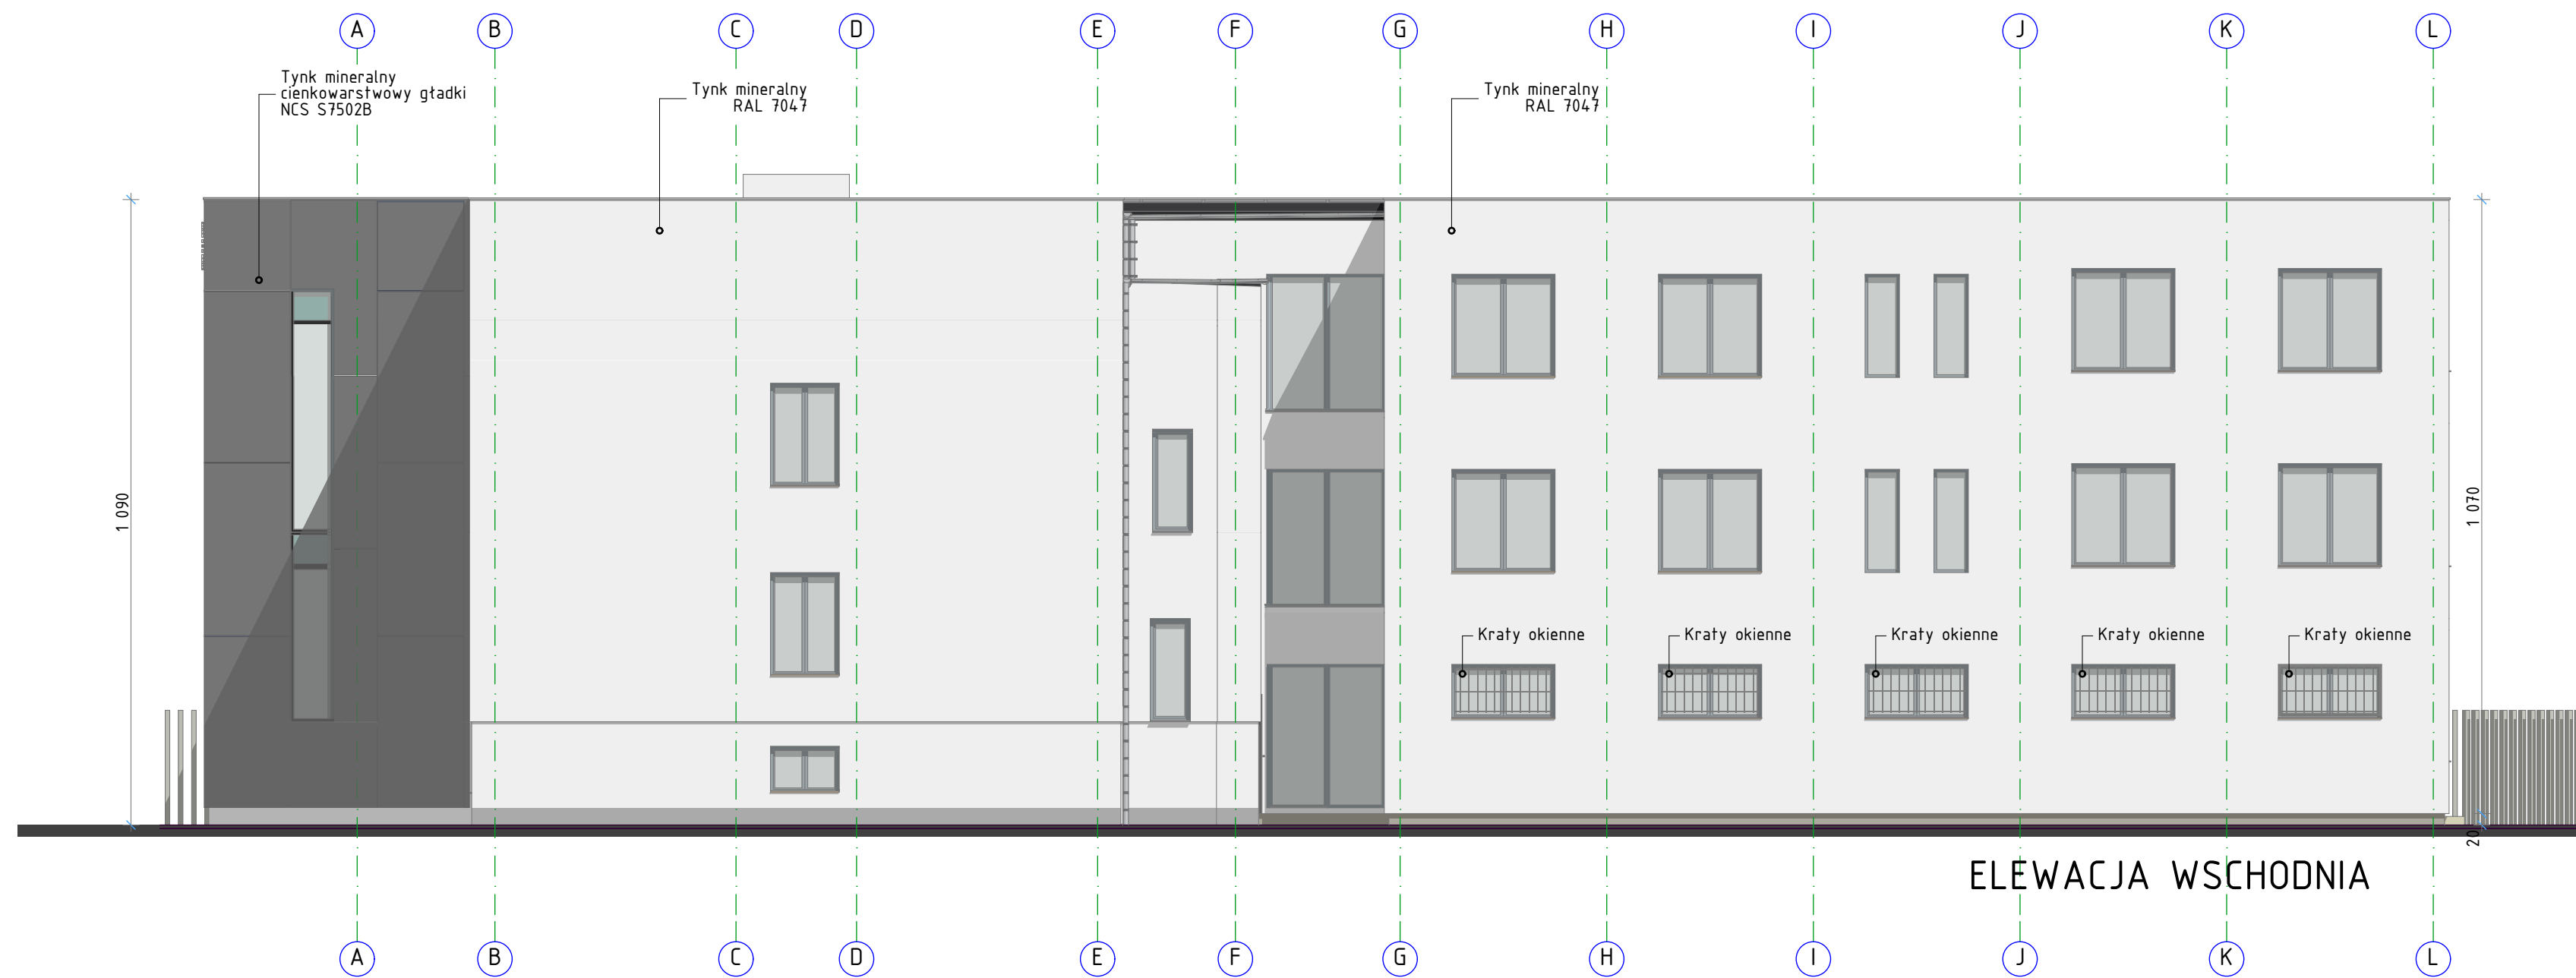 A B C D E F G H I J K L
Tynk mineralny
cienkowarstwowy gładki
NCS S7502B
Tynk mineralny
RAL 7047
Tynk mineralny
RAL 7047
1 090
1 070
Kraty okienne
Kraty okienne
Kraty okienne
Kraty okienne
Kraty okienne
20
ELEWACJA WSCHODNIA
A B C D E F G H I J K L